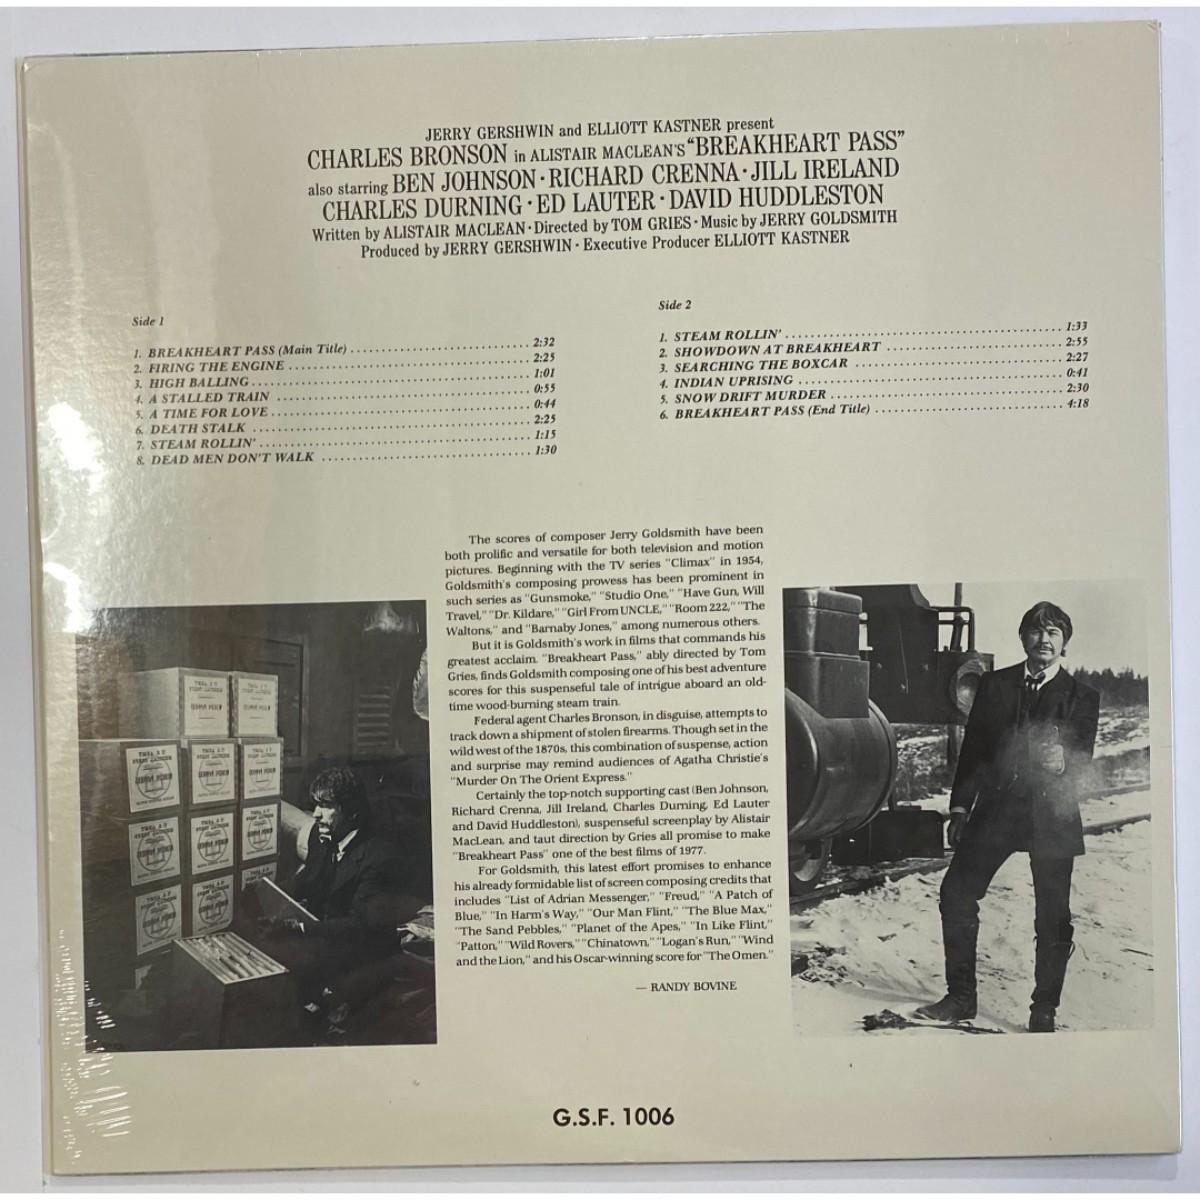 JERRY GERSHWIN and ELLIOTT KASTNER present
CHARLES BRONSON in ALISTAIR MACLEAN'S "BREAKHEART PASS"
also starring BEN JOHNSON · RICHARD CRENNA · JILL IRELAND
CHARLES DURNING · ED LAUTER · DAVID HUDDLESTON
Written by ALISTAIR MACLEAN · Directed by TOM GRIES · Music by JERRY GOLDSMITH
Produced by JERRY GERSHWIN · Executive Producer ELLIOTT KASTNER
Side 1
1. BREAKHEART PASS (Main Title) 2:32
2. FIRING THE ENGINE 2:25
3. HIGH BALLING 1:01
4. A STALLED TRAIN 0:55
5. A TIME FOR LOVE 0:44
6. DEATH STALK 2:25
7. STEAM ROLLIN' 1:15
8. DEAD MEN DON'T WALK 1:30
Side 2
1. STEAM ROLLIN' 1:33
2. SHOWDOWN AT BREAKHEART 2:55
3. SEARCHING THE BOXCAR 2:27
4. INDIAN UPRISING 0:41
5. SNOW DRIFT MURDER 2:30
6. BREAKHEART PASS (End Title) 4:18
The scores of composer Jerry Goldsmith have been
both prolific and versatile for both television and motion
pictures. Beginning with the TV series "Climax" in 1954,
Goldsmith's composing prowess has been prominent in
such series as "Gunsmoke," "Studio One," "Have Gun, Will
Travel," "Dr. Kildare," "Girl From UNCLE," "Room 222," "The
Waltons," and "Barnaby Jones," among numerous others.
But it is Goldsmith's work in films that commands his
greatest acclaim. "Breakheart Pass," ably directed by Tom
Gries, finds Goldsmith composing one of his best adventure
scores for this suspenseful tale of intrigue aboard an old-
time wood-burning steam train.
Federal agent Charles Bronson, in disguise, attempts to
track down a shipment of stolen firearms. Though set in the
wild west of the 1870s, this combination of suspense, action
and surprise may remind audiences of Agatha Christie's
"Murder On The Orient Express."
Certainly the top-notch supporting cast (Ben Johnson,
Richard Crenna, Jill Ireland, Charles Durning, Ed Lauter
and David Huddleston), suspenseful screenplay by Alistair
MacLean, and taut direction by Gries all promise to make
"Breakheart Pass" one of the best films of 1977.
For Goldsmith, this latest effort promises to enhance
his already formidable list of screen composing credits that
includes "List of Adrian Messenger," "Freud," "A Patch of
Blue," "In Harm's Way," "Our Man Flint," "The Blue Max,"
"The Sand Pebbles," "Planet of the Apes," "In Like Flint,"
"Patton," "Wild Rovers," "Chinatown," "Logan's Run," "Wind
and the Lion," and his Oscar-winning score for "The Omen."
— RANDY BOVINE
G.S.F. 1006